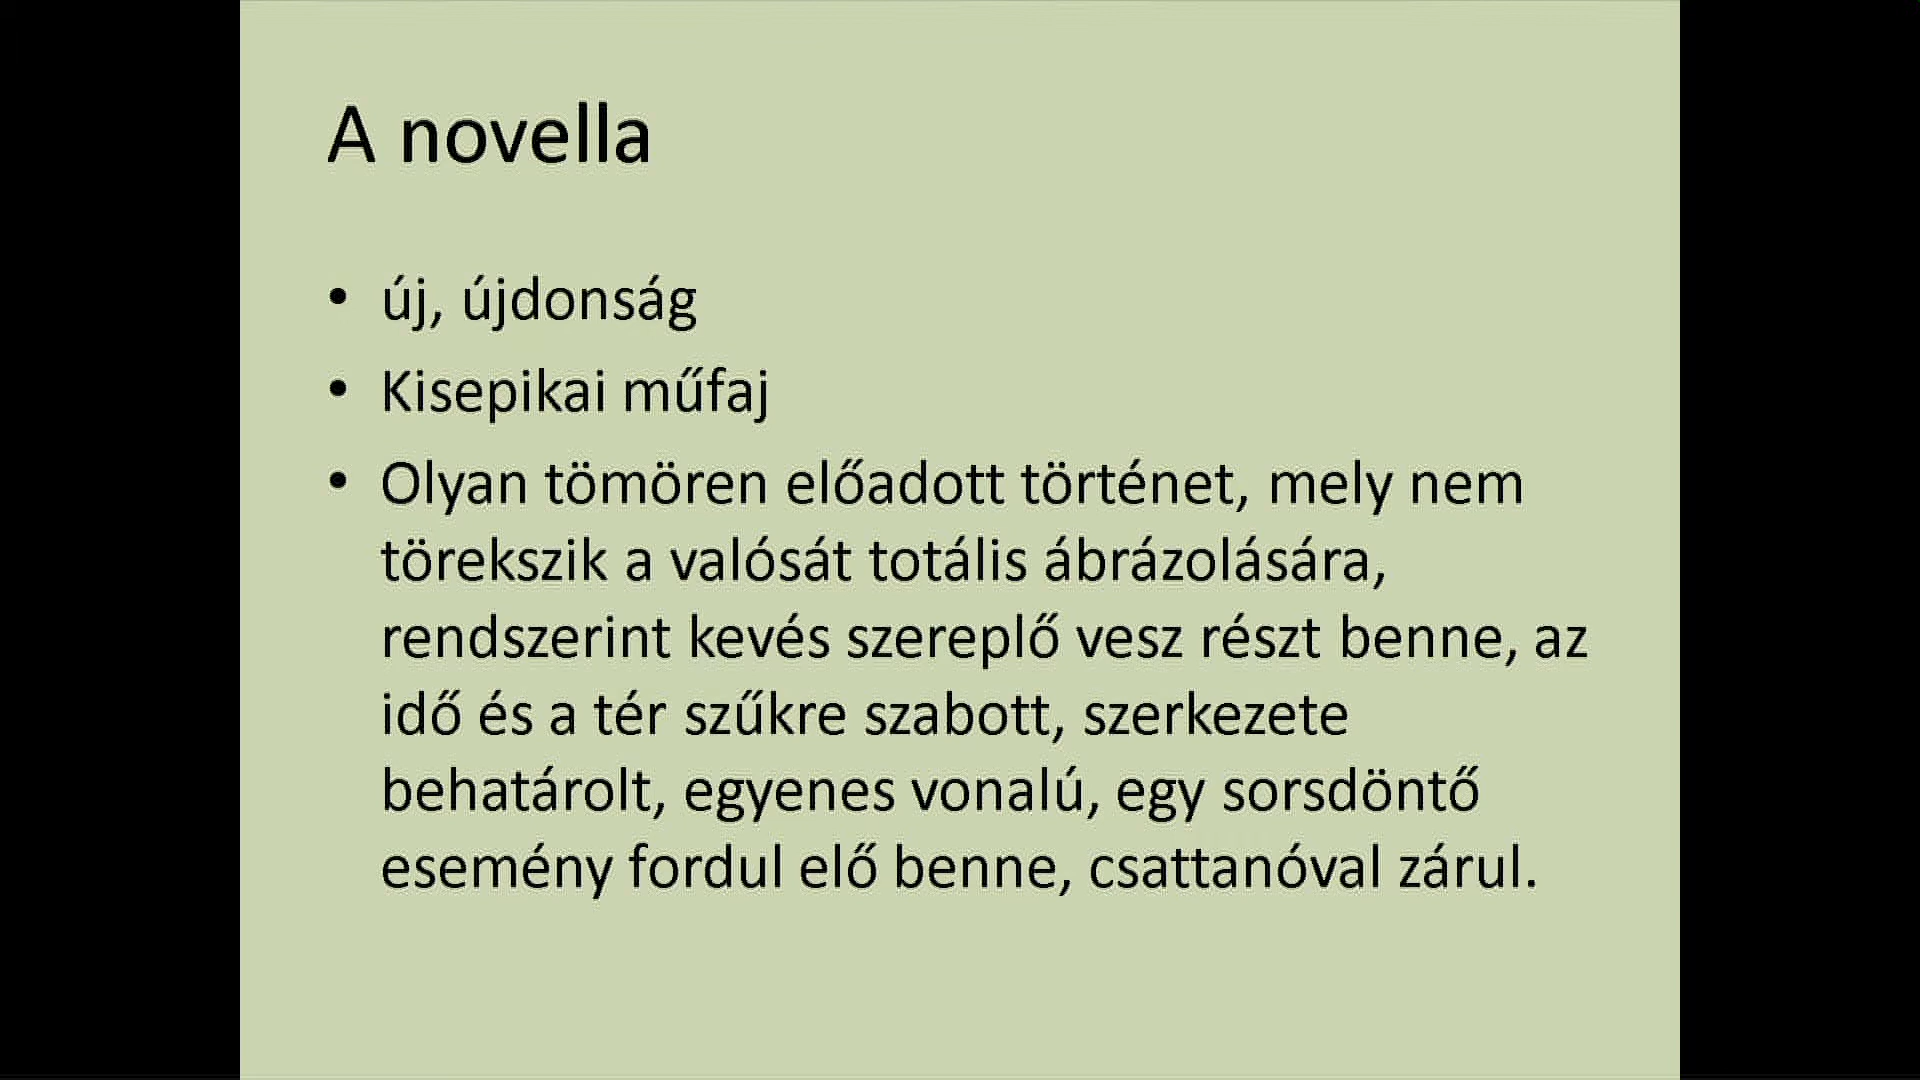 A novella
• új, újdonság
• Kisepikai műfaj
• Olyan tömören előadott történet, mely nem
törekszik a valósát totális ábrázolására,
rendszerint kevés szereplő vesz részt benne, az
idő és a tér szűkre szabott, szerkezete
behatárolt, egyenes vonalú, egy sorsdöntő
esemény fordul elő benne, csattanóval zárul.